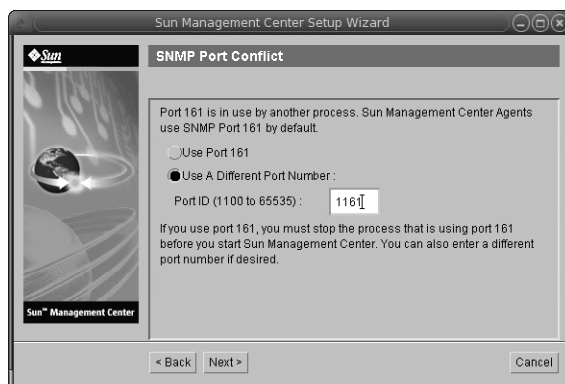 Sun Management Center Setup Wizard
Sun
SNMP Port Conflict
Port 161 is in use by another process. Sun Management Center Agents
use SNMP Port 161 by default.
Use Port 161
Use A Different Port Number :
Port ID (1100 to 65535) :
1161
If you use port 161, you must stop the process that is using port 161
before you start Sun Management Center. You can also enter a different
port number if desired.
Sun™ Management Center
< Back
Next >
Cancel